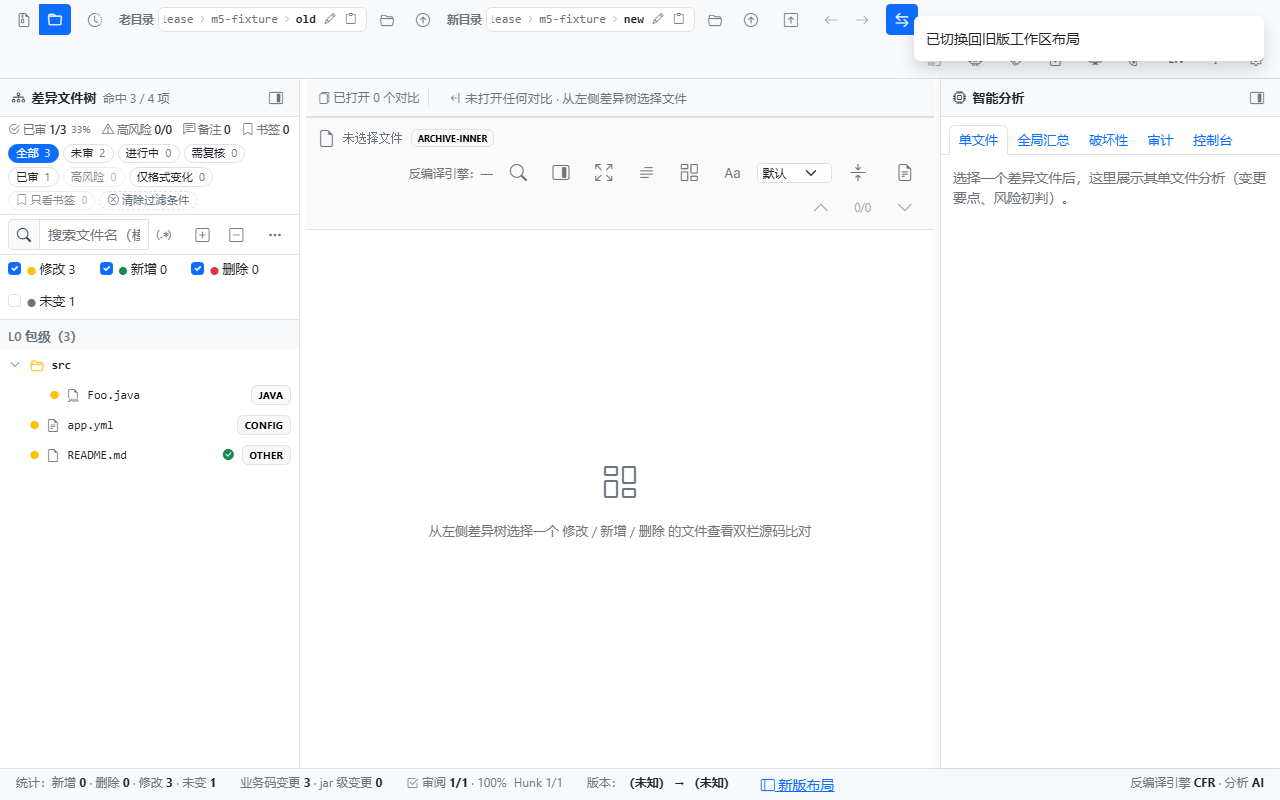 老目录 lease › m5-fixture › old 新目录 lease › m5-fixture › new
已切换回旧版工作区布局
差异文件树 命中 3 / 4 项
已审 1/3 33% 高风险 0/0 备注 0 书签 0
全部 3 未审 2 进行中 0 需复核 0
已审 1 高风险 0 仅格式变化 0
只看书签 0 清除过滤条件
搜索文件名（ (.*)
修改 3 新增 0 删除 0
未变 1
L0 包级（3）
src
Foo.java JAVA
app.yml CONFIG
README.md OTHER
已打开 0 个对比 未打开任何对比 · 从左侧差异树选择文件
未选择文件 ARCHIVE-INNER
反编译引擎：— Aa 默认
0/0
从左侧差异树选择一个 修改 / 新增 / 删除 的文件查看双栏源码比对
智能分析
单文件 全局汇总 破坏性 审计 控制台
选择一个差异文件后，这里展示其单文件分析（变更
要点、风险初判）。
统计：新增 0 · 删除 0 · 修改 3 · 未变 1 业务码变更 3 · jar 级变更 0 审阅 1/1 · 100% Hunk 1/1 版本： (未知) → (未知) 新版布局 反编译引擎 CFR · 分析 AI